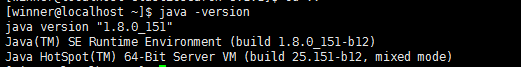 [winner@localhost ~]$ java -version
java version "1.8.0_151"
Java(TM) SE Runtime Environment (build 1.8.0_151-b12)
Java HotSpot(TM) 64-Bit Server VM (build 25.151-b12, mixed mode)